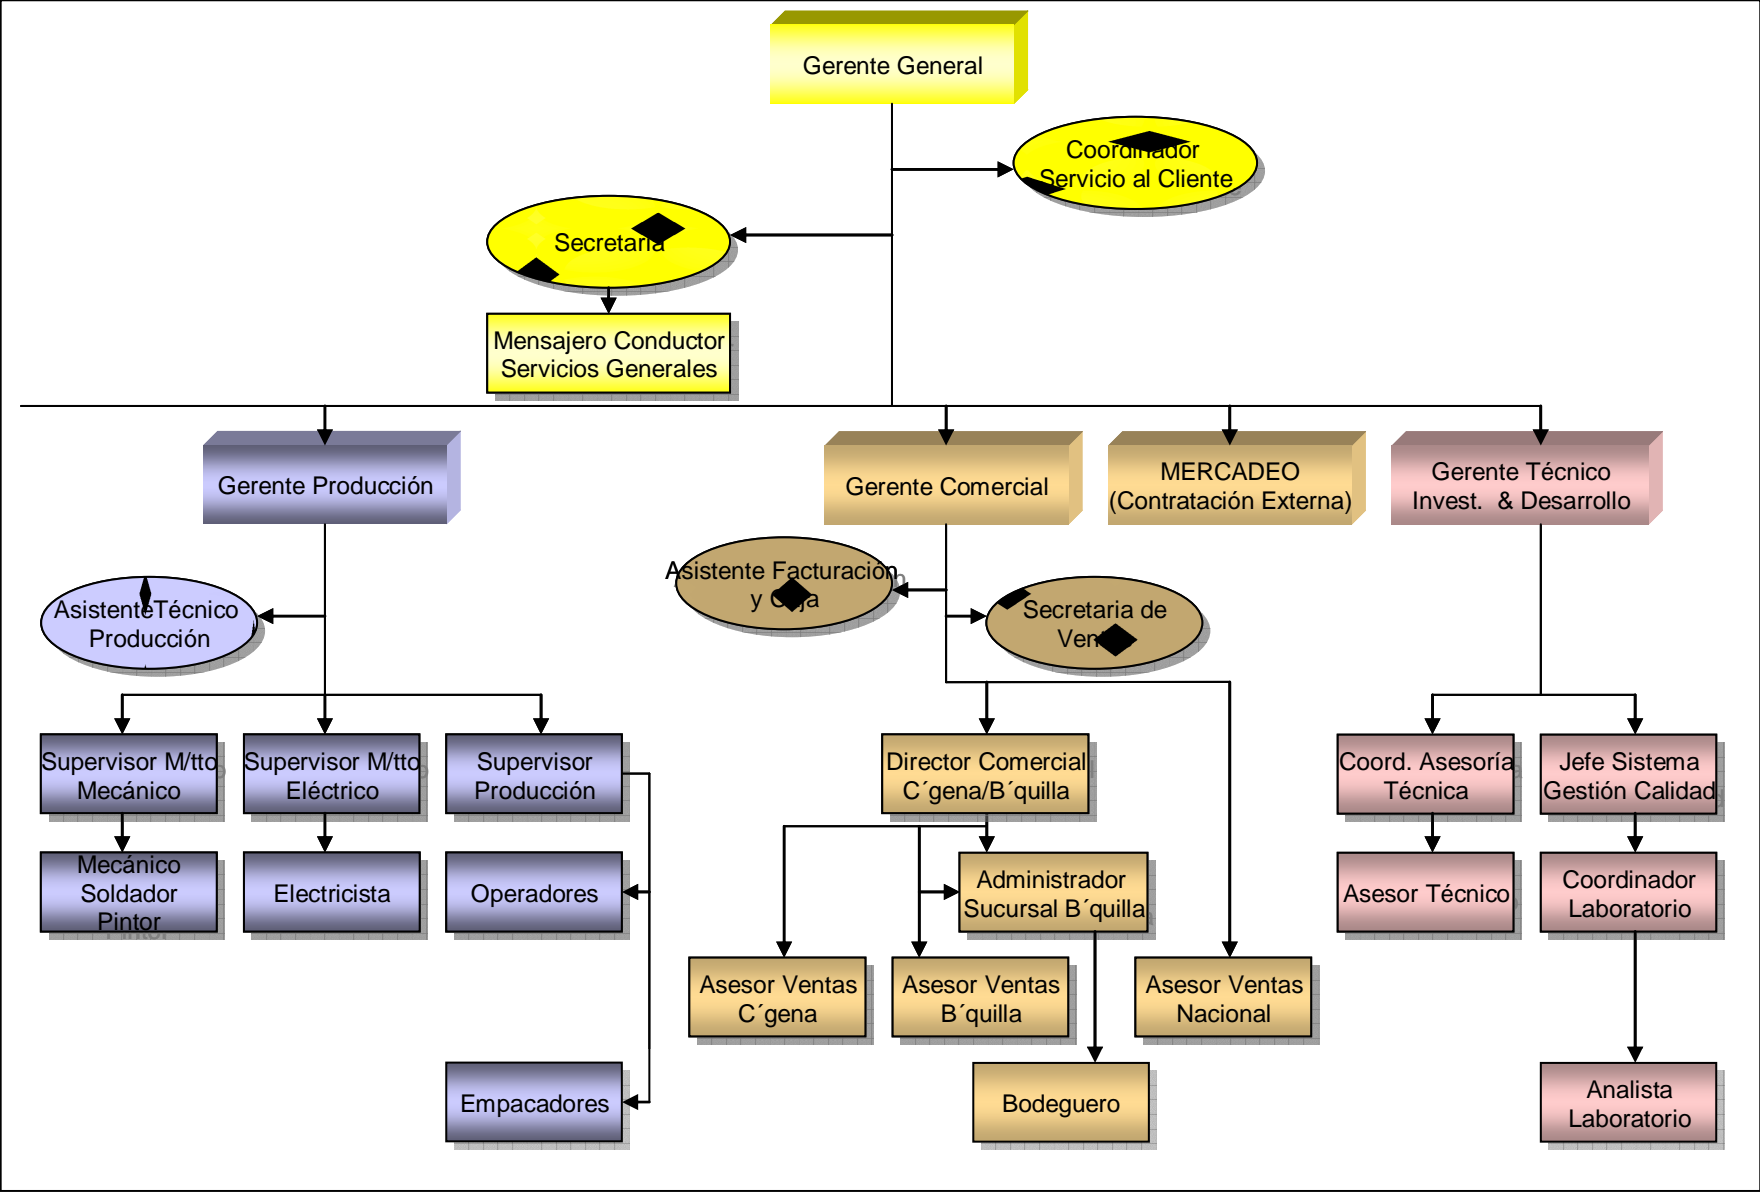 Gerente General
Coordinador
Servicio al Cliente
Secretaria
Mensajero Conductor
Servicios Generales
Gerente Producción
Gerente Comercial
MERCADEO
(Contratación Externa)
Gerente Técnico
Invest. & Desarrollo
Asistente Facturación
y Caja
AsistenteTécnico
Producción
Secretaria de
Ventas
Supervisor M/tto
Mecánico
Supervisor M/tto
Eléctrico
Supervisor
Producción
Director Comercial
C´gena/B´quilla
Coord. Asesoría
Técnica
Jefe Sistema
Gestión Calidad
Mecánico
Soldador
Pintor
Electricista
Operadores
Administrador
Sucursal B´quilla
Asesor Técnico
Coordinador
Laboratorio
Asesor Ventas
C´gena
Asesor Ventas
B´quilla
Asesor Ventas
Nacional
Empacadores
Bodeguero
Analista
Laboratorio